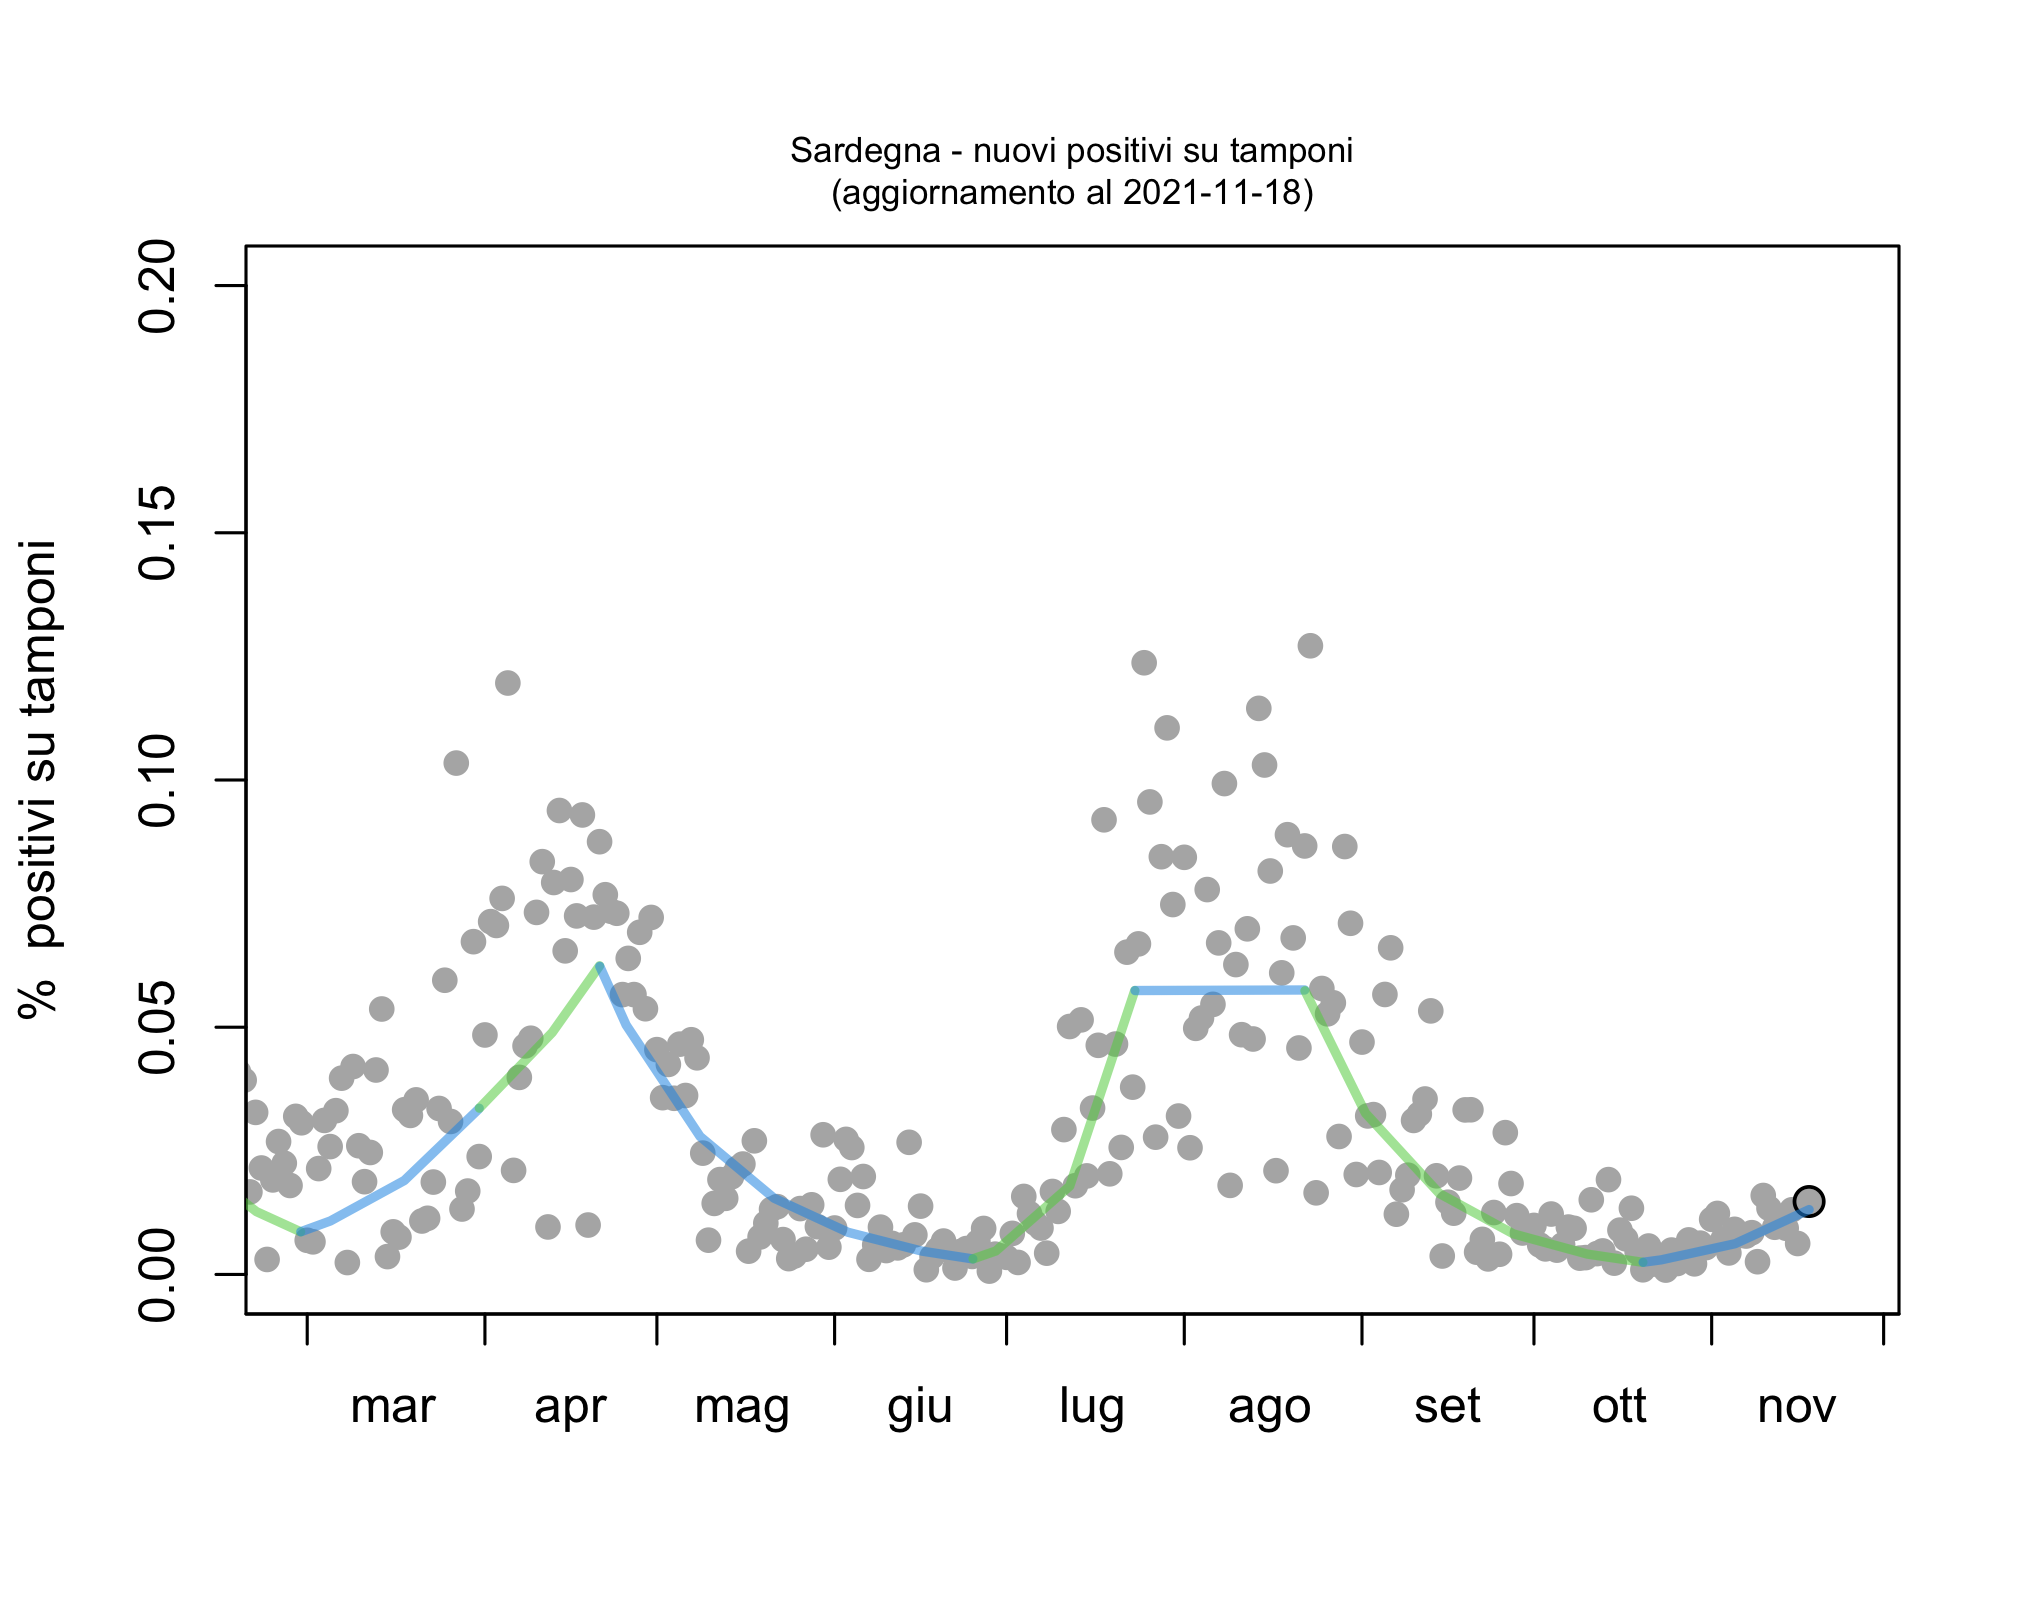 Sardegna - nuovi positivi su tamponi
(aggiornamento al 2021-11-18)
% positivi su tamponi
0.20
0.15
0.10
0.05
0.00
mar apr mag giu lug ago set ott nov